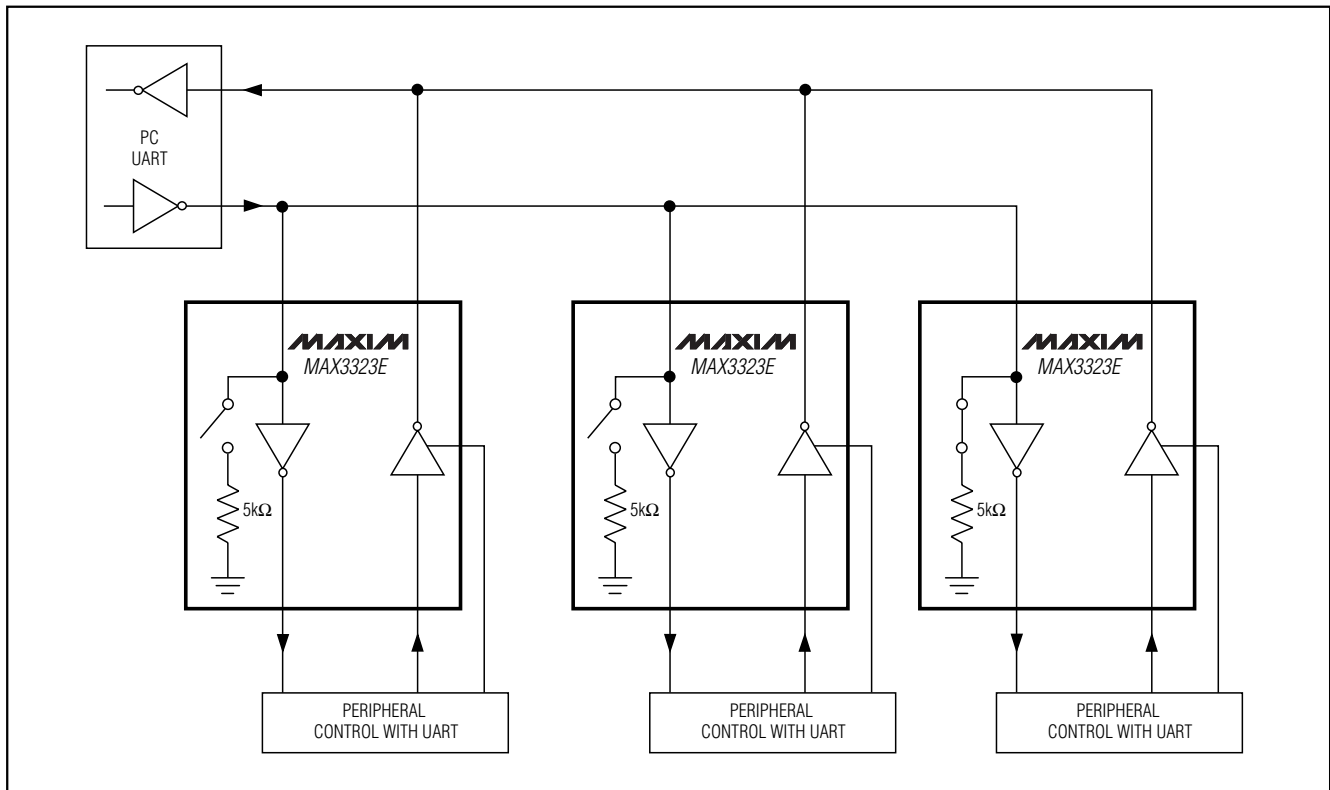 PC
UART
MAXIM
MAX3323E
5kΩ
MAXIM
MAX3323E
5kΩ
MAXIM
MAX3323E
5kΩ
PERIPHERAL
CONTROL WITH UART
PERIPHERAL
CONTROL WITH UART
PERIPHERAL
CONTROL WITH UART